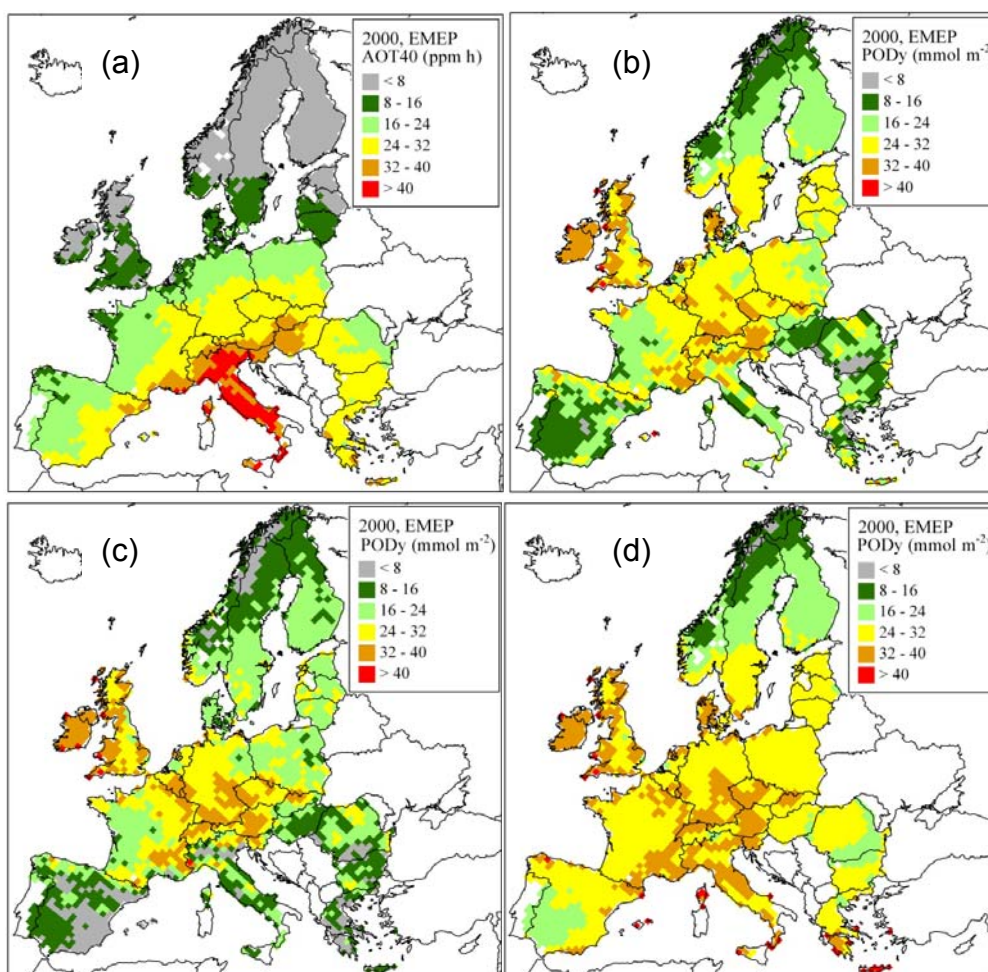 (a)
2000, EMEP
AOT40 (ppm h)
< 8
8 - 16
16 - 24
24 - 32
32 - 40
> 40
(b)
2000, EMEP
PODy (mmol m⁻²)
< 8
8 - 16
16 - 24
24 - 32
32 - 40
> 40
(c)
2000, EMEP
PODy (mmol m⁻²)
< 8
8 - 16
16 - 24
24 - 32
32 - 40
> 40
(d)
2000, EMEP
PODy (mmol m⁻²)
< 8
8 - 16
16 - 24
24 - 32
32 - 40
> 40